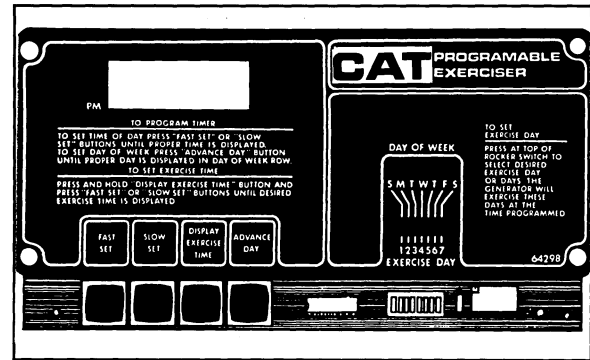 CAT PROGRAMABLE
EXERCISER
PM
TO PROGRAM TIMER
TO SET TIME OF DAY PRESS "FAST SET" OR "SLOW
SET" BUTTONS UNTIL PROPER TIME IS DISPLAYED.
TO SET DAY OF WEEK PRESS "ADVANCE DAY" BUTTON
UNTIL PROPER DAY IS DISPLAYED IN DAY OF WEEK ROW.
TO SET EXERCISE TIME
PRESS AND HOLD "DISPLAY EXERCISE TIME" BUTTON AND
PRESS "FAST SET" OR "SLOW SET" BUTTONS UNTIL DESIRED
EXERCISE TIME IS DISPLAYED
FAST
SET
SLOW
SET
DISPLAY
EXERCISE
TIME
ADVANCE
DAY
DAY OF WEEK
S M T W T F S
1234567
EXERCISE DAY
TO SET
EXERCISE DAY
PRESS AT TOP OF
ROCKER SWITCH TO
SELECT DESIRED
EXERCISE DAY
OR DAYS THE
GENERATOR WILL
EXERCISE THESE
DAYS AT THE
TIME PROGRAMMED
64298